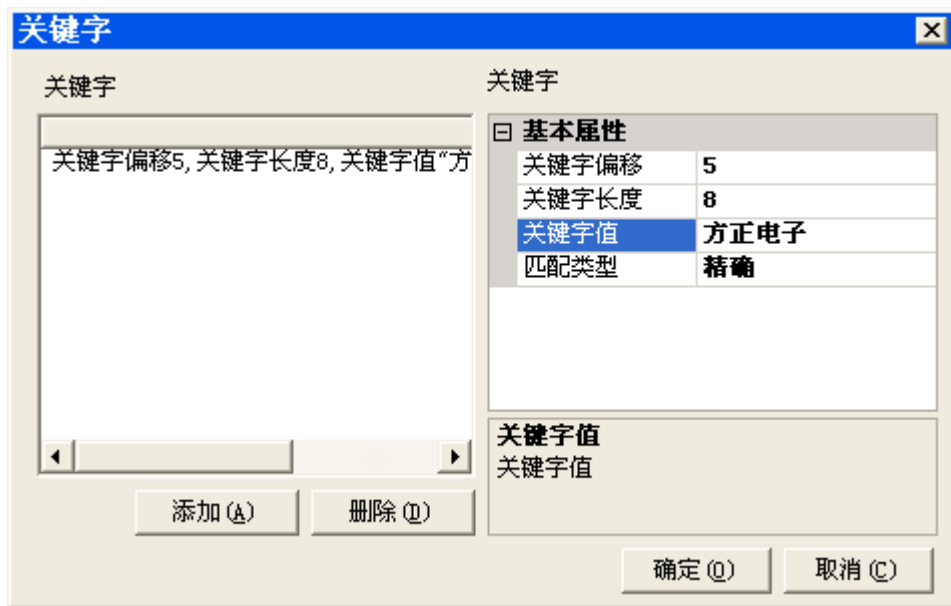 关键字
关键字
关键字偏移5, 关键字长度8, 关键字值“方
添加(A)
删除(D)
关键字
基本属性
关键字偏移 5
关键字长度 8
关键字值 方正电子
匹配类型 精确
关键字值
关键字值
确定(O)
取消(C)